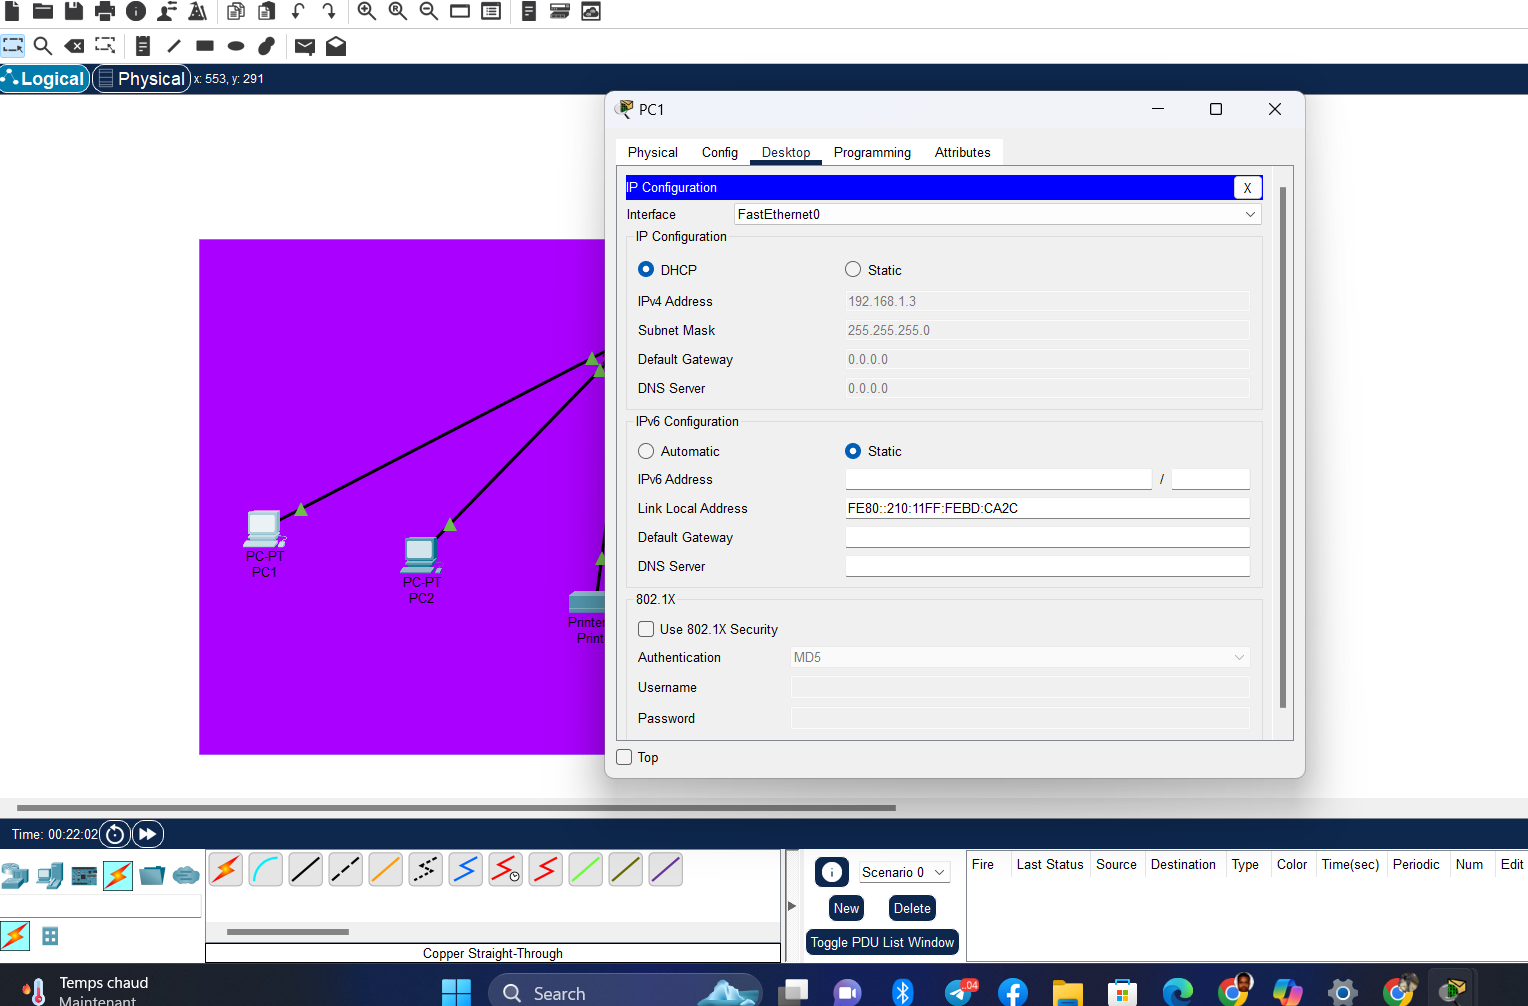 Logical
Physical
x: 553, y: 291
PC1
Physical
Config
Desktop
Programming
Attributes
IP Configuration
X
Interface
FastEthernet0
IP Configuration
DHCP
Static
IPv4 Address
192.168.1.3
Subnet Mask
255.255.255.0
Default Gateway
0.0.0.0
DNS Server
0.0.0.0
IPv6 Configuration
Automatic
Static
IPv6 Address
/
Link Local Address
FE80::210:11FF:FEBD:CA2C
Default Gateway
DNS Server
802.1X
Use 802.1X Security
Authentication
MD5
Username
Password
Top
PC-PT
PC1
PC-PT
PC2
Printer
Print
Time: 00:22:02
Copper Straight-Through
Scenario 0
New
Delete
Toggle PDU List Window
Fire
Last Status
Source
Destination
Type
Color
Time(sec)
Periodic
Num
Edit
Temps chaud
Maintenant
Search
.04